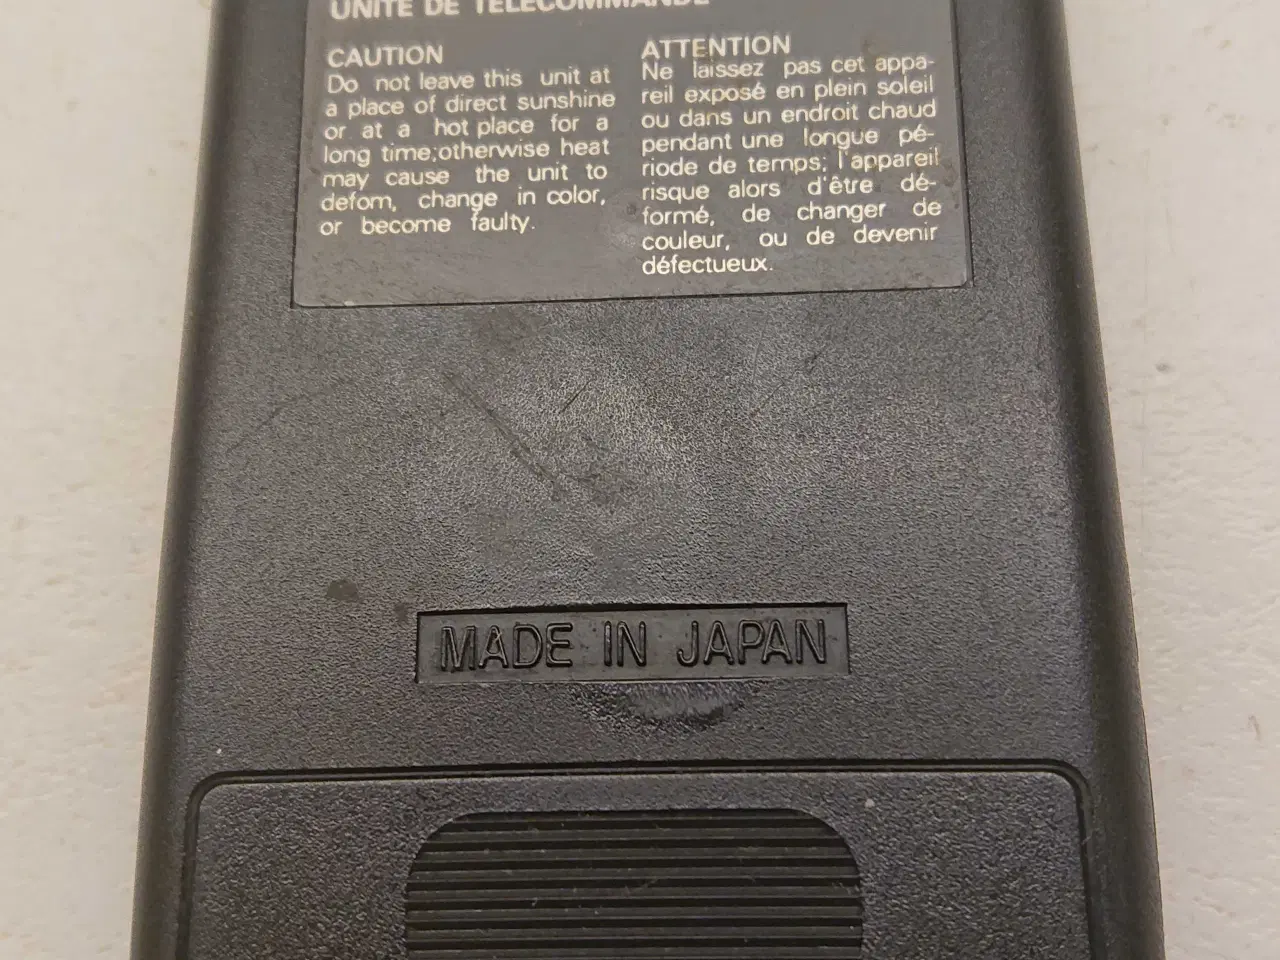 UNITÉ DE TÉLÉCOMMANDE
CAUTION
Do not leave this unit at
a place of direct sunshine
or at a hot place for a
long time;otherwise heat
may cause the unit to
defom, change in color,
or become faulty.
ATTENTION
Ne laissez pas cet appa-
reil exposé en plein soleil
ou dans un endroit chaud
pendant une longue pé-
riode de temps; l'appareil
risque alors d'être dé-
formé, de changer de
couleur, ou de devenir
défectueux.
MADE IN JAPAN